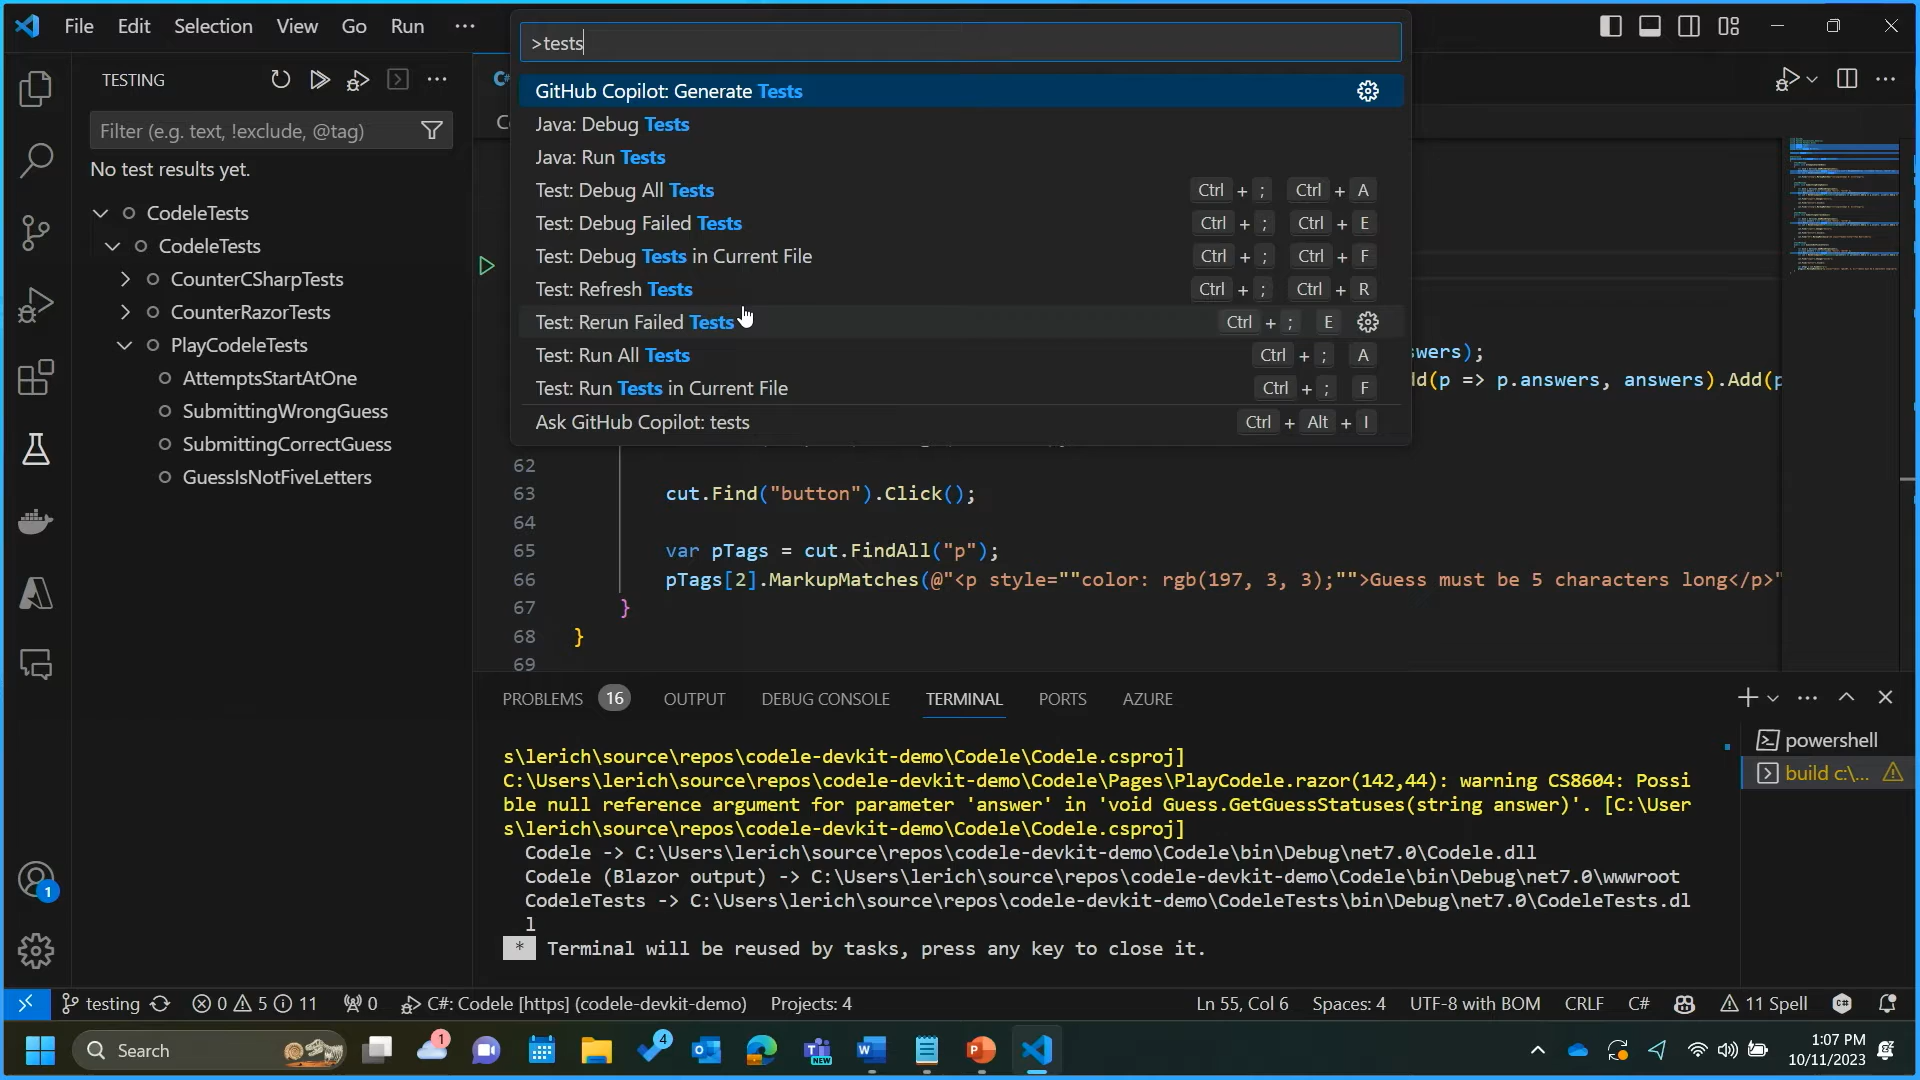 File Edit Selection View Go Run ...
>tests
TESTING
Filter (e.g. text, !exclude, @tag)
No test results yet.
CodeleTests
CodeleTests
CounterCSharpTests
CounterRazorTests
PlayCodeleTests
AttemptsStartAtOne
SubmittingWrongGuess
SubmittingCorrectGuess
GuessIsNotFiveLetters
GitHub Copilot: Generate Tests
Java: Debug Tests
Java: Run Tests
Test: Debug All Tests Ctrl + ; Ctrl + A
Test: Debug Failed Tests Ctrl + ; Ctrl + E
Test: Debug Tests in Current File Ctrl + ; Ctrl + F
Test: Refresh Tests Ctrl + ; Ctrl + R
Test: Rerun Failed Tests Ctrl + ; E
Test: Run All Tests Ctrl + ; A
Test: Run Tests in Current File Ctrl + ; F
Ask GitHub Copilot: tests Ctrl + Alt + I
swers);
dd(p => p.answers, answers).Add(p
62
63 cut.Find("button").Click();
64
65 var pTags = cut.FindAll("p");
66 pTags[2].MarkupMatches(@"<p style=""color: rgb(197, 3, 3);"">Guess must be 5 characters long</p>"
67 }
68 }
69
PROBLEMS 16 OUTPUT DEBUG CONSOLE TERMINAL PORTS AZURE
s\lerich\source\repos\codele-devkit-demo\Codele\Codele.csproj]
C:\Users\lerich\source\repos\codele-devkit-demo\Codele\Pages\PlayCodele.razor(142,44): warning CS8604: Possi
ble null reference argument for parameter 'answer' in 'void Guess.GetGuessStatuses(string answer)'. [C:\User
s\lerich\source\repos\codele-devkit-demo\Codele\Codele.csproj]
Codele -> C:\Users\lerich\source\repos\codele-devkit-demo\Codele\bin\Debug\net7.0\Codele.dll
Codele (Blazor output) -> C:\Users\lerich\source\repos\codele-devkit-demo\Codele\bin\Debug\net7.0\wwwroot
CodeleTests -> C:\Users\lerich\source\repos\codele-devkit-demo\CodeleTests\bin\Debug\net7.0\CodeleTests.dl
l
* Terminal will be reused by tasks, press any key to close it.
powershell
build c:\...
1
testing 0 5 11 0 C#: Codele [https] (codele-devkit-demo) Projects: 4 Ln 55, Col 6 Spaces: 4 UTF-8 with BOM CRLF C# 11 Spell
Search 1 4 NEW
1:07 PM
10/11/2023